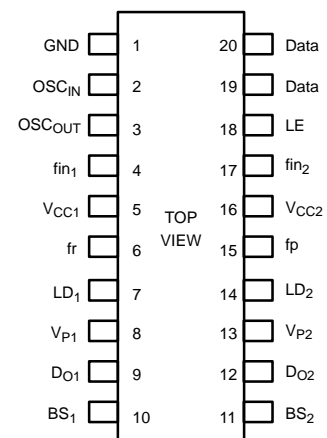 GND 1 20 Data
OSCIN 2 19 Data
OSCOUT 3 18 LE
fin1 4 17 fin2
VCC1 5 16 VCC2
TOP
VIEW
fr 6 15 fp
LD1 7 14 LD2
VP1 8 13 VP2
DO1 9 12 DO2
BS1 10 11 BS2